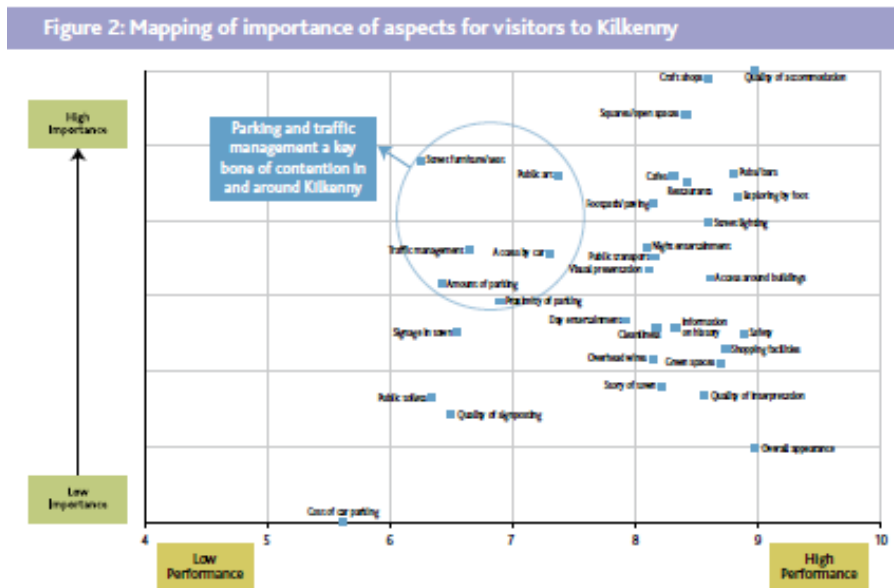 Figure 2: Mapping of importance of aspects for visitors to Kilkenny
High
Importance
Parking and traffic
management a key
bone of contention in
and around Kilkenny
Craft shops
Quality of accommodation
Squares/open spaces
Street furniture/seats
Public art
Cafes
Pubs/bars
Restaurants
Exploring by foot
Footpath/paving
Street lighting
Traffic management
Access by car
Night entertainment
Public transport
Visual presentation
Access around buildings
Amount of parking
Proximity of parking
Day entertainment
Information
on history
Cleanliness
Safety
Signage in town
Shopping facilities
Overhead wires
Green spaces
Story of town
Quality of interpretation
Public toilets
Quality of signposting
Overall appearance
Low
Importance
Cost of car parking
4 5 6 7 8 9 10
Low
Performance
High
Performance